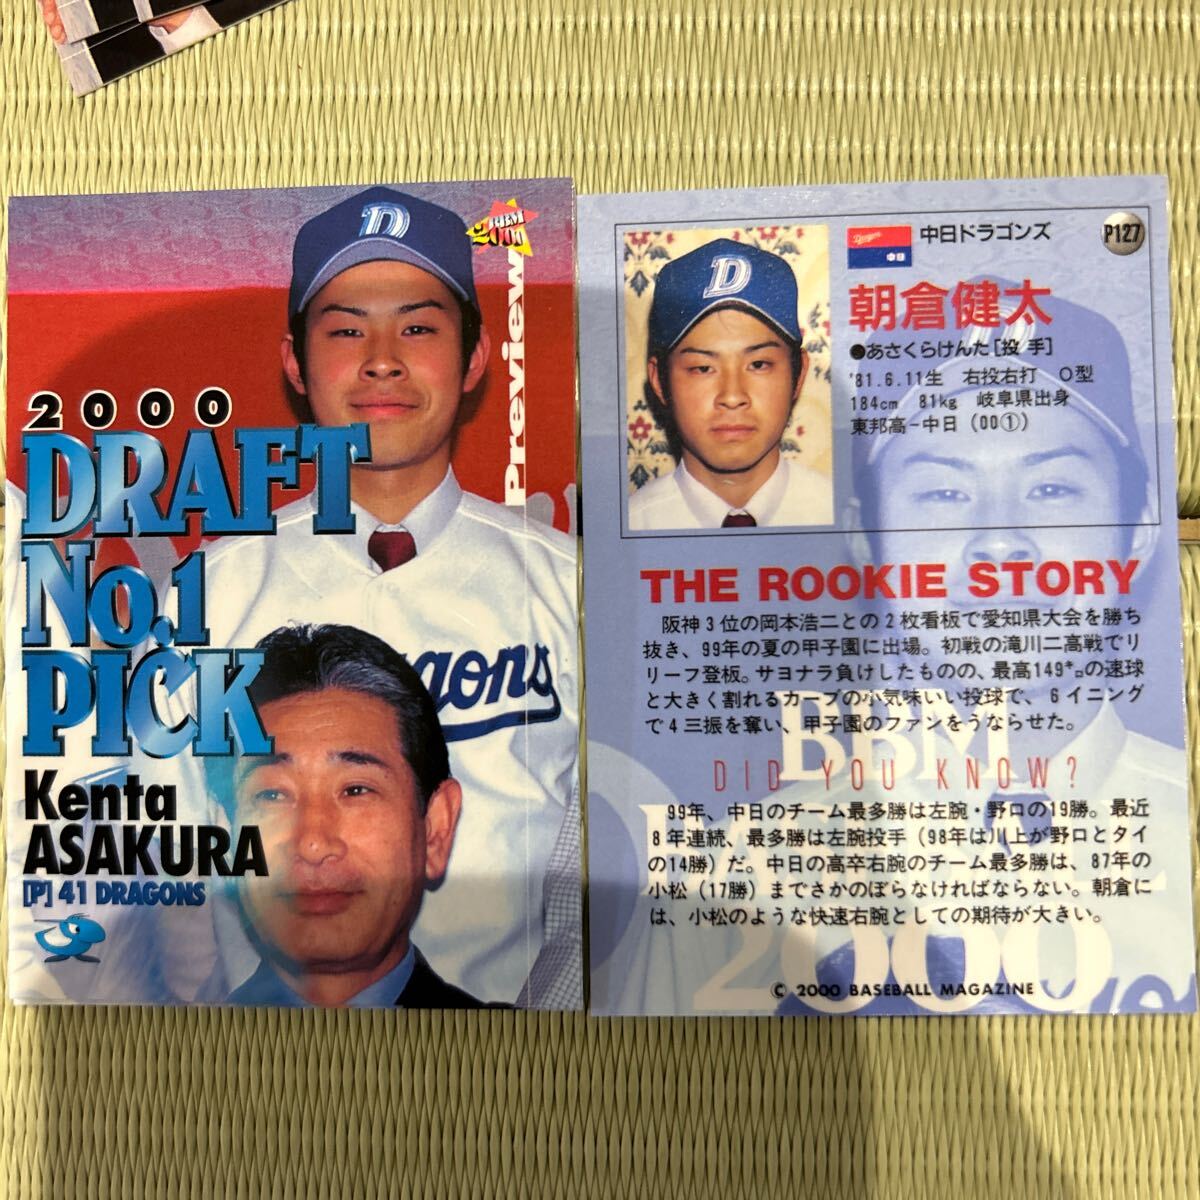 D
BBM
2000
Preview
2000
DRAFT
No.1
PICK
Kenta
ASAKURA
[P] 41 DRAGONS
agons
D
Dragons
中日
中日ドラゴンズ
P127
朝倉健太
●あさくらけんた[投手]
'81.6.11生 右投右打 O型
184cm 81kg 岐阜県出身
東邦高-中日(00①)
THE ROOKIE STORY
阪神3位の岡本浩二との2枚看板で愛知県大会を勝ち
抜き、99年の夏の甲子園に出場。初戦の滝川二高戦でリ
リーフ登板。サヨナラ負けしたものの、最高149㌔の速球
と大きく割れるカーブの小気味いい投球で、6イニング
で4三振を奪い、甲子園のファンをうならせた。
DID YOU KNOW?
99年、中日のチーム最多勝は左腕・野口の19勝。最近
8年連続、最多勝は左腕投手(98年は川上が野口とタイ
の14勝)だ。中日の高卒右腕のチーム最多勝は、87年の
小松(17勝)までさかのぼらなければならない。朝倉
には、小松のような快速右腕としての期待が大きい。
BBM
2000
© 2000 BASEBALL MAGAZINE